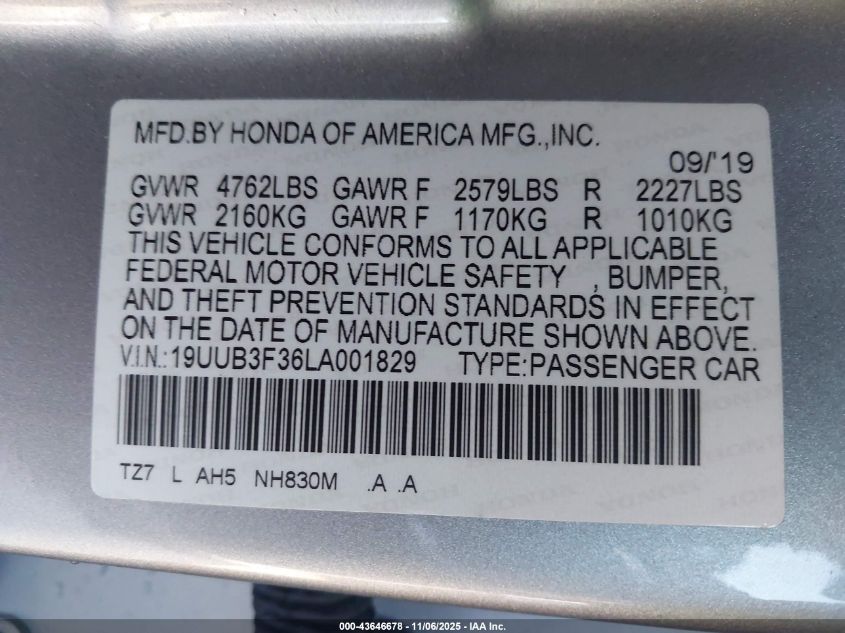 MFD.BY HONDA OF AMERICA MFG.,INC.
09/'19
GVWR 4762LBS GAWR F 2579LBS R 2227LBS
GVWR 2160KG GAWR F 1170KG R 1010KG
THIS VEHICLE CONFORMS TO ALL APPLICABLE
FEDERAL MOTOR VEHICLE SAFETY , BUMPER,
AND THEFT PREVENTION STANDARDS IN EFFECT
ON THE DATE OF MANUFACTURE SHOWN ABOVE.
V.I.N.:19UUB3F36LA001829 TYPE:PASSENGER CAR
TZ7 L AH5 NH830M .A .A
000-43646678 - 11/06/2025 - IAA Inc.